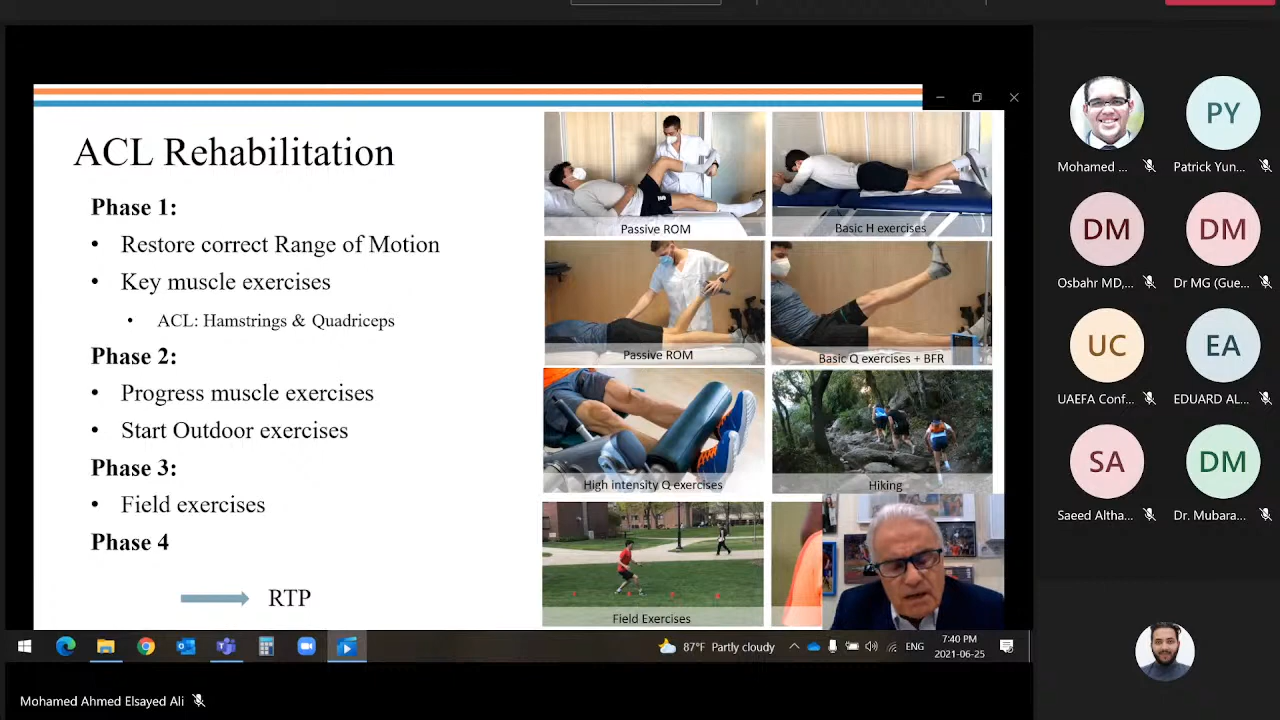 ACL Rehabilitation
Phase 1:
• Restore correct Range of Motion
• Key muscle exercises
• ACL: Hamstrings & Quadriceps
Phase 2:
• Progress muscle exercises
• Start Outdoor exercises
Phase 3:
• Field exercises
Phase 4
RTP
Passive ROM
Basic H exercises
Passive ROM
Basic Q exercises + BFR
High intensity Q exercises
Hiking
Field Exercises
Mohamed ...
PY
Patrick Yun...
DM
Osbahr MD,...
DM
Dr MG (Gue...
UC
UAEFA Conf...
EA
EDUARD AL...
SA
Saeed Altha...
DM
Dr. Mubara...
87°F Partly cloudy
ENG
7:40 PM
2021-06-25
Mohamed Ahmed Elsayed Ali